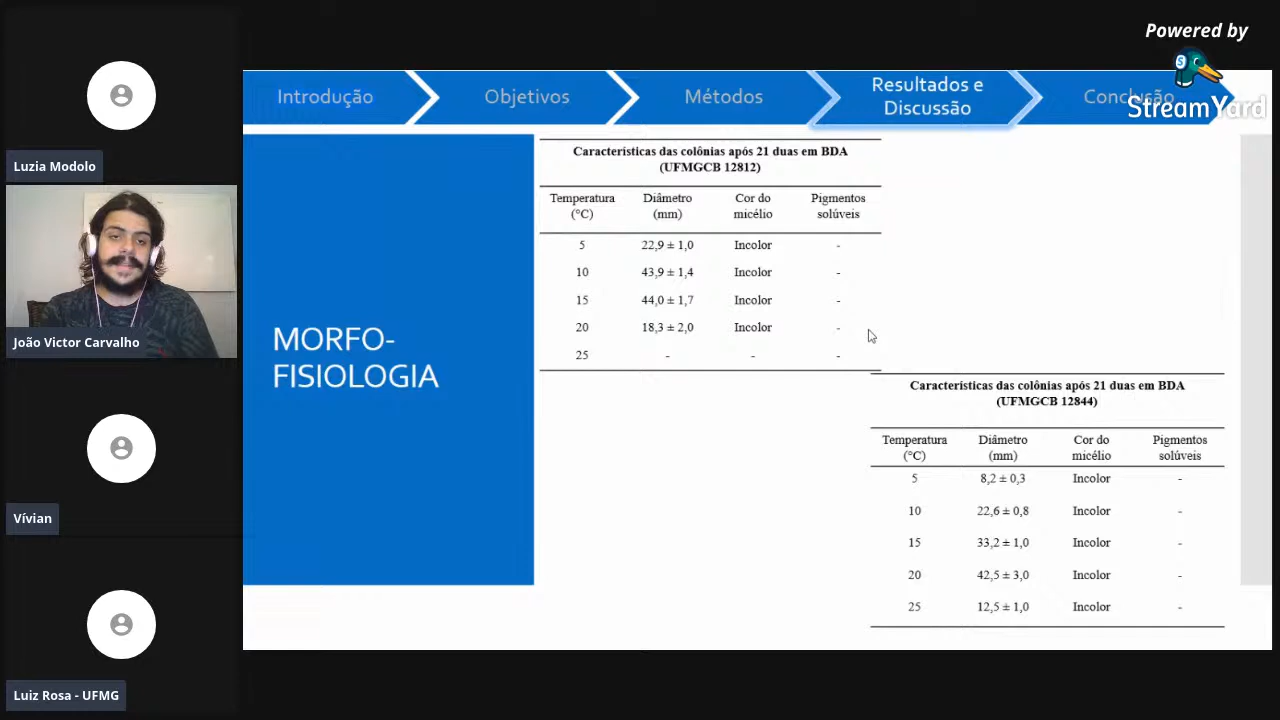 Powered by
StreamYard
Luzia Modolo
João Victor Carvalho
Vívian
Luiz Rosa - UFMG
Introdução
Objetivos
Métodos
Resultados e
Discussão
Conclusão
MORFO-
FISIOLOGIA
Características das colônias após 21 duas em BDA
(UFMGCB 12812)
Temperatura Diâmetro Cor do Pigmentos
(°C) (mm) micélio solúveis
5 22,9 ± 1,0 Incolor -
10 43,9 ± 1,4 Incolor -
15 44,0 ± 1,7 Incolor -
20 18,3 ± 2,0 Incolor -
25 - - -
Características das colônias após 21 duas em BDA
(UFMGCB 12844)
Temperatura Diâmetro Cor do Pigmentos
(°C) (mm) micélio solúveis
5 8,2 ± 0,3 Incolor -
10 22,6 ± 0,8 Incolor -
15 33,2 ± 1,0 Incolor -
20 42,5 ± 3,0 Incolor -
25 12,5 ± 1,0 Incolor -